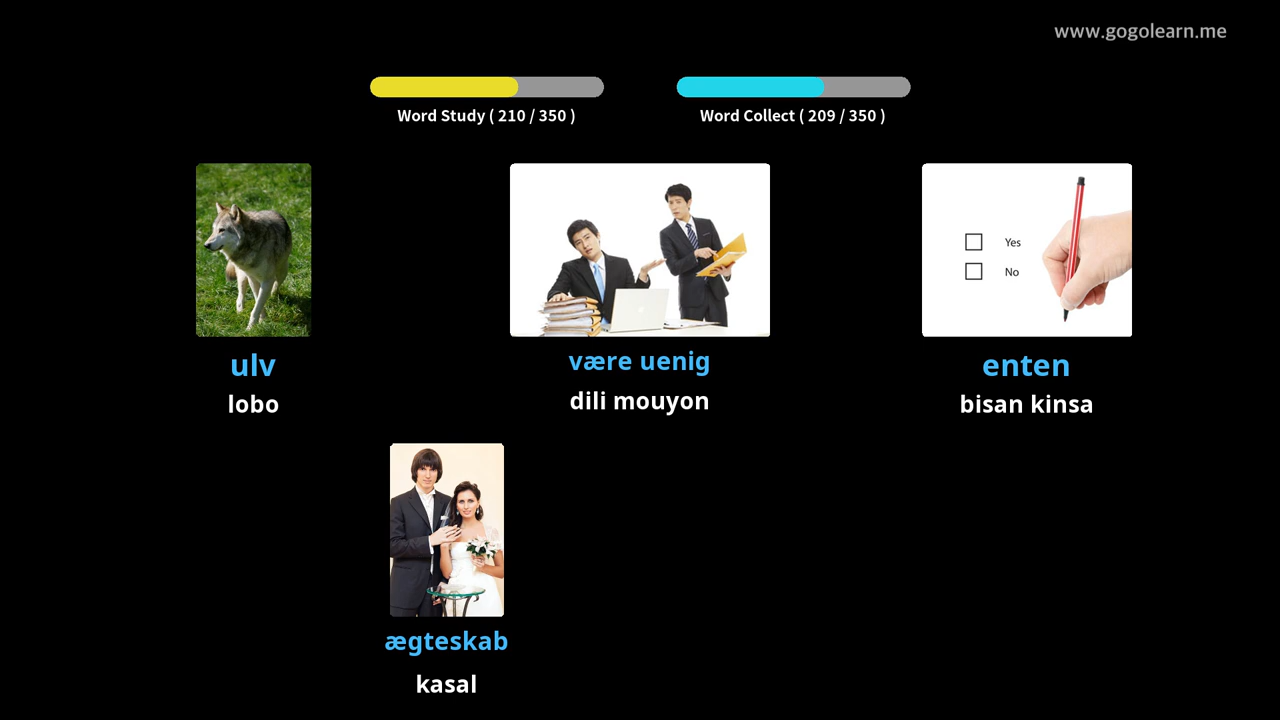 www.gogolearn.me
Word Study ( 210 / 350 )
Word Collect ( 209 / 350 )
Yes
No
ulv
være uenig
enten
lobo
dili mouyon
bisan kinsa
ægteskab
kasal